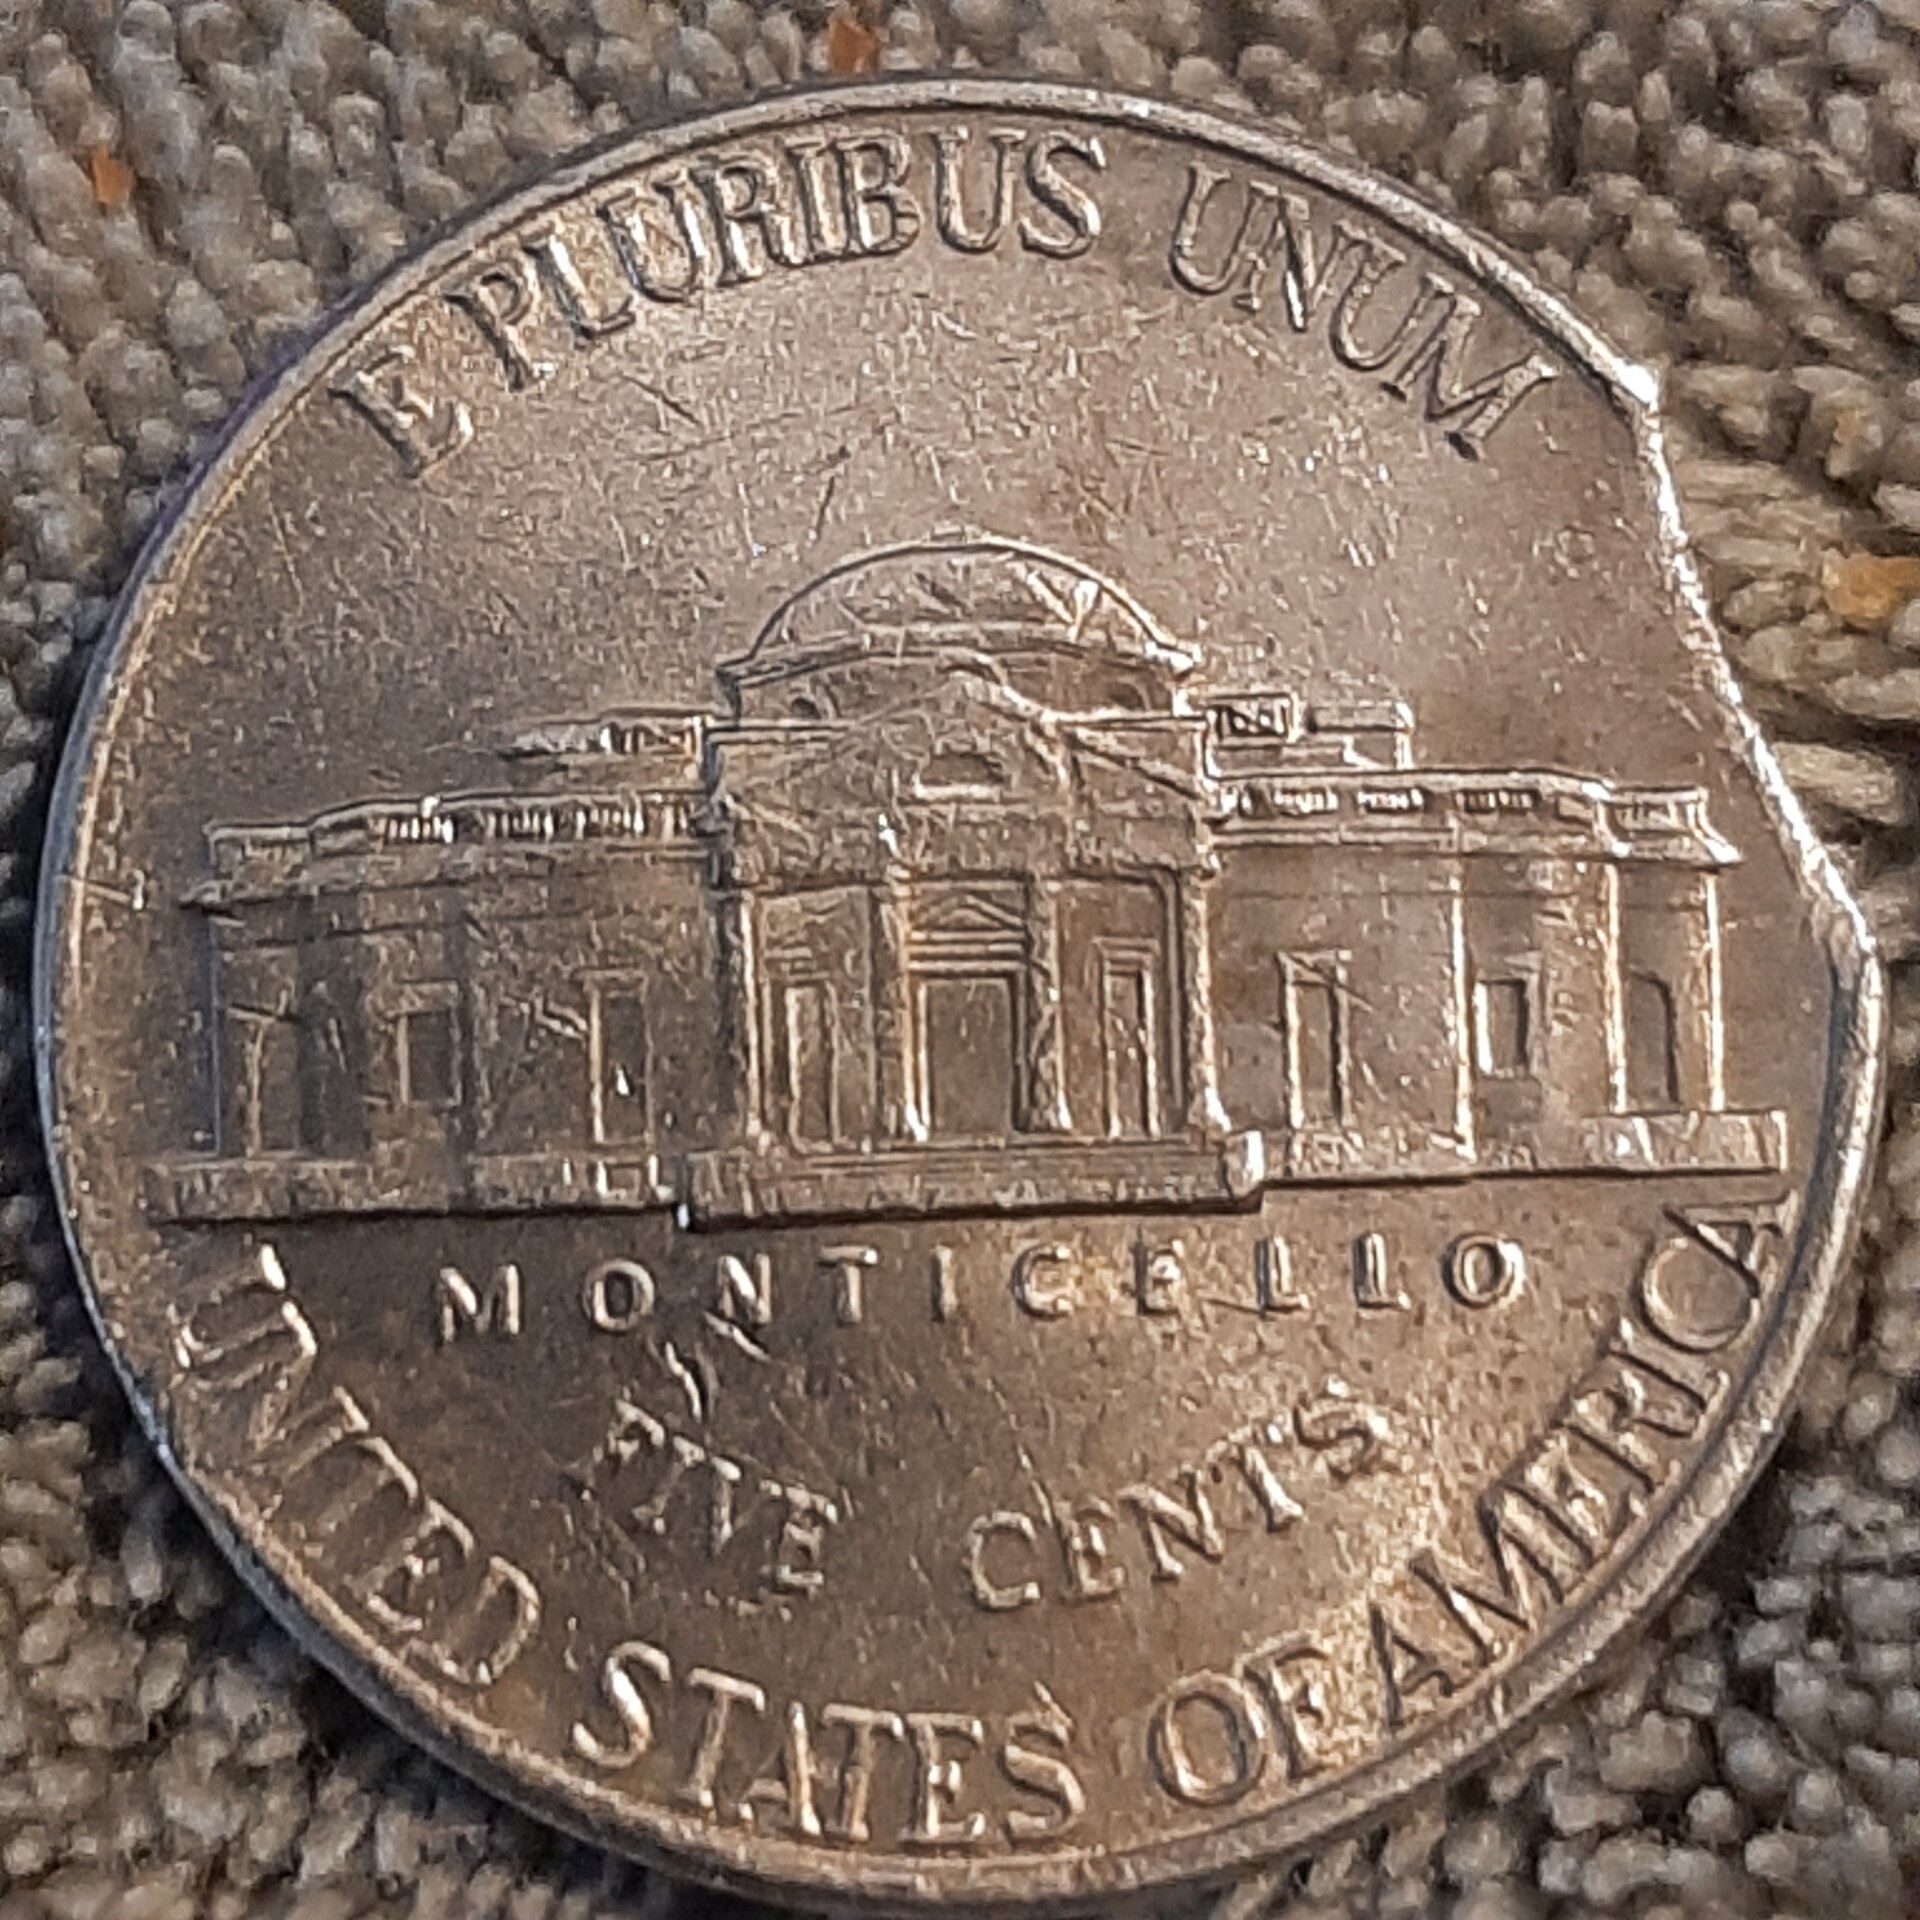 E PLURIBUS UNUM
MONTICELLO
FIVE CENTS
UNITED STATES OF AMERICA